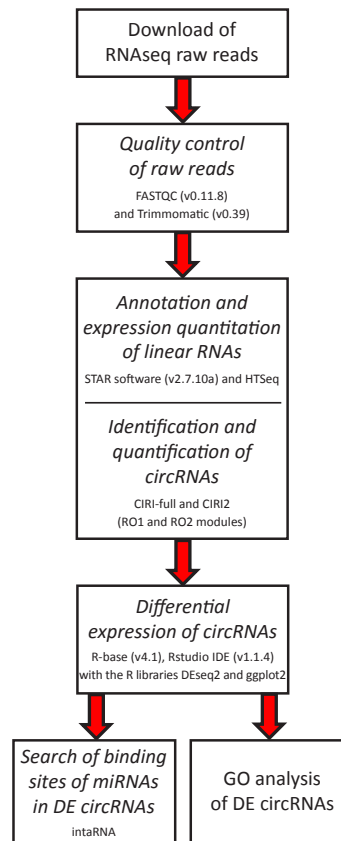 Download of
RNAseq raw reads
Quality control
of raw reads
FASTQC (v0.11.8)
and Trimmomatic (v0.39)
Annotation and
expression quantitation
of linear RNAs
STAR software (v2.7.10a) and HTSeq
Identification and
quantification of
circRNAs
CIRI-full and CIRI2
(RO1 and RO2 modules)
Differential
expression of circRNAs
R-base (v4.1), Rstudio IDE (v1.1.4)
with the R libraries DEseq2 and ggplot2
Search of binding
sites of miRNAs
in DE circRNAs
intaRNA
GO analysis
of DE circRNAs